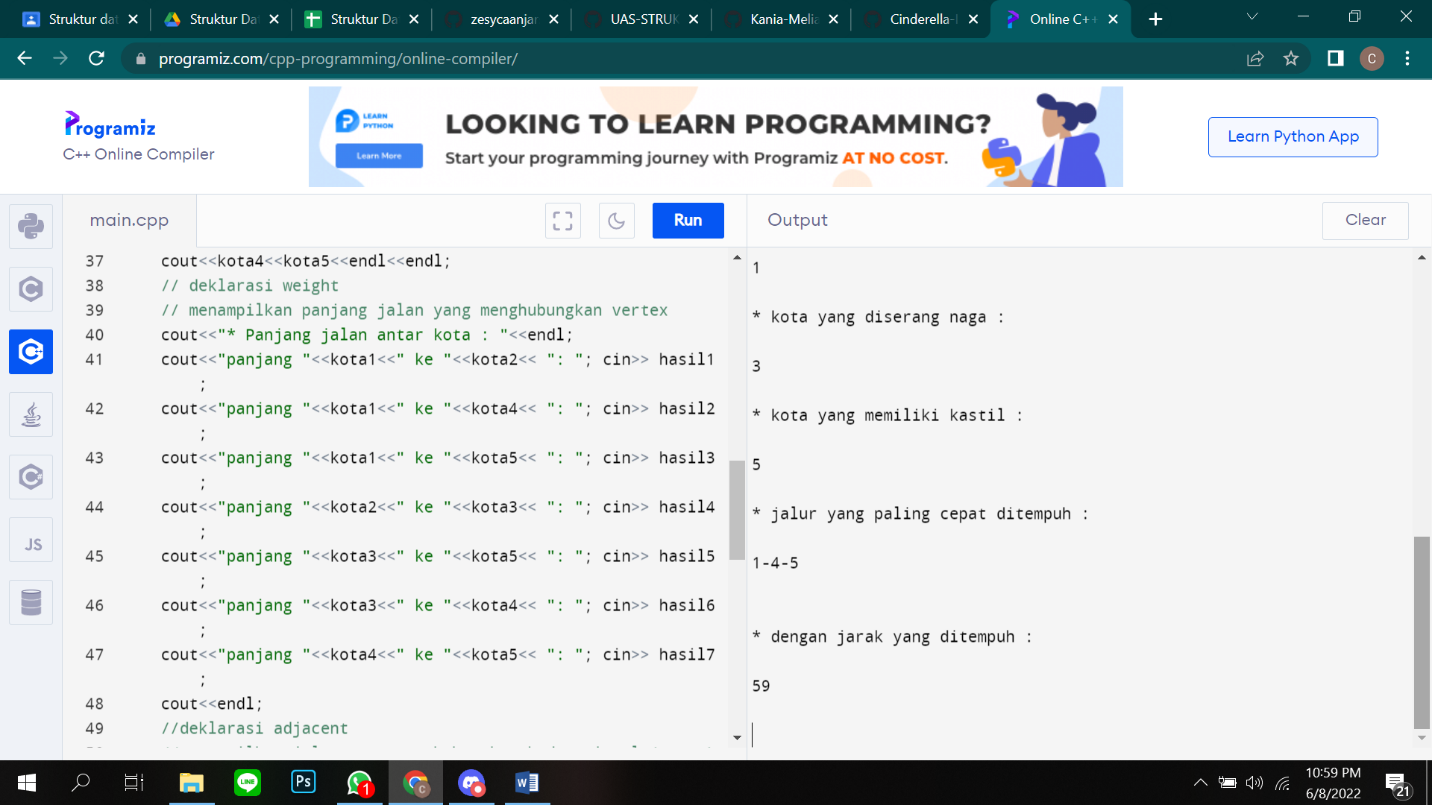 Struktur dat
Struktur Dat
Struktur Da
zesycaanjar
UAS-STRUK
Kania-Melia
Cinderella-
Online C++
programiz.com/cpp-programming/online-compiler/
C
Programiz
C++ Online Compiler
LEARN
PYTHON
Learn More
LOOKING TO LEARN PROGRAMMING?
Start your programming journey with Programiz AT NO COST.
Learn Python App
main.cpp
Run
Output
Clear
37 cout<<kota4<<kota5<<endl<<endl;
38 // deklarasi weight
39 // menampilkan panjang jalan yang menghubungkan vertex
40 cout<<"* Panjang jalan antar kota : "<<endl;
41 cout<<"panjang "<<kota1<<" ke "<<kota2<< ": "; cin>> hasil1
;
42 cout<<"panjang "<<kota1<<" ke "<<kota4<< ": "; cin>> hasil2
;
43 cout<<"panjang "<<kota1<<" ke "<<kota5<< ": "; cin>> hasil3
;
44 cout<<"panjang "<<kota2<<" ke "<<kota3<< ": "; cin>> hasil4
;
45 cout<<"panjang "<<kota3<<" ke "<<kota5<< ": "; cin>> hasil5
;
46 cout<<"panjang "<<kota3<<" ke "<<kota4<< ": "; cin>> hasil6
;
47 cout<<"panjang "<<kota4<<" ke "<<kota5<< ": "; cin>> hasil7
;
48 cout<<endl;
49 //deklarasi adjacent
JS
1
* kota yang diserang naga :
3
* kota yang memiliki kastil :
5
* jalur yang paling cepat ditempuh :
1-4-5
* dengan jarak yang ditempuh :
59
LINE
Ps
1
C
W
10:59 PM
6/8/2022
21